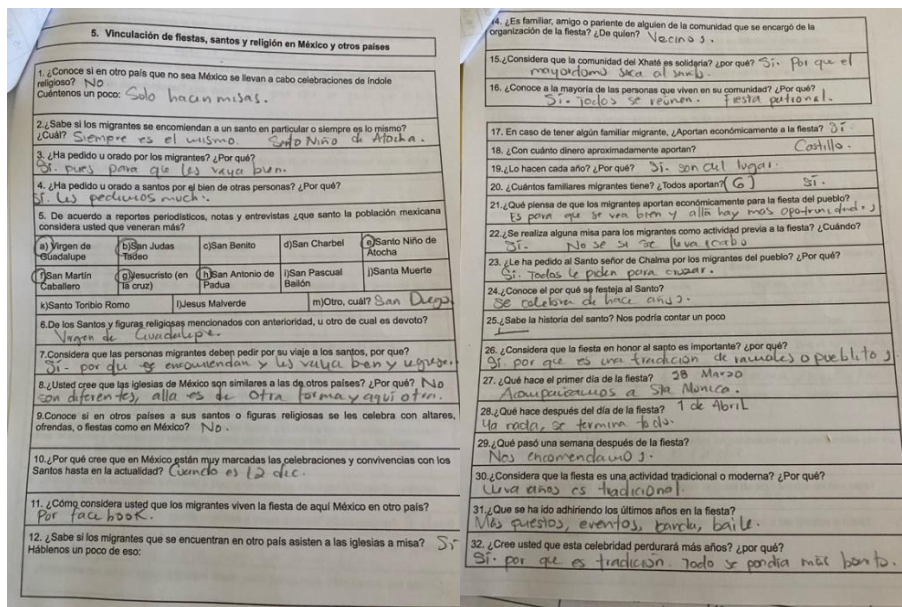 5. Vinculación de fiestas, santos y religión en México y otros países
1. ¿Conoce si en otro país que no sea México se llevan a cabo celebraciones de índole
religioso? No
Cuéntenos un poco: Solo hacen misas.
2.¿Sabe si los migrantes se encomiendan a un santo en particular o siempre es lo mismo?
¿Cuál? Siempre es el mismo. Santo Niño de Atocha.
3. ¿Ha pedido u orado por los migrantes? ¿Por qué?
Si. pues para que les vaya bien.
4. ¿Ha pedido u orado a santos por el bien de otras personas? ¿Por qué?
Si. les pedimos mucho.
5. De acuerdo a reportes periodísticos, notas y entrevistas ¿que santo la población mexicana
considera usted que veneran más?
a) Virgen de Guadalupe b)San Judas Tadeo c)San Benito d)San Charbel e)Santo Niño de Atocha
f)San Martín Caballero g)Jesucristo (en la cruz) h)San Antonio de Padua i)San Pascual Bailón j)Santa Muerte
k)Santo Toribio Romo l)Jesus Malverde m)Otro, cuál? San Diego
6.De los Santos y figuras religiosas mencionados con anterioridad, u otro de cual es devoto?
Virgen de Guadalupe.
7.Considera que las personas migrantes deben pedir por su viaje a los santos, por que?
Si - por que se encomiendan y les vaya bien y regresen
8.¿Usted cree que las iglesias de México son similares a las de otros países? ¿Por qué? No
son diferentes, alla es de otra forma y aqui otra.
9.Conoce si en otros países a sus santos o figuras religiosas se les celebra con altares,
ofrendas, o fiestas como en México? No.
10.¿Por qué cree que en México están muy marcadas las celebraciones y convivencias con los
Santos hasta en la actualidad? Cuando es 12 dic.
11. ¿Cómo considera usted que los migrantes viven la fiesta de aquí México en otro país?
Por facebook.
12. ¿Sabe si los migrantes que se encuentran en otro país asisten a las iglesias a misa? Si
Háblenos un poco de eso:
14. ¿Es familiar, amigo o pariente de alguien de la comunidad que se encargó de la
organización de la fiesta? ¿De quien? Vecinos.
15.¿Considera que la comunidad del Xhaté es solidaria? ¿por qué? Si. Por que el
mayordomo saca al santo.
16. ¿Conoce a la mayoría de las personas que viven en su comunidad? ¿Por qué?
Si. Todos se reúnen. Fiesta patronal.
17. En caso de tener algún familiar migrante, ¿Aportan económicamente a la fiesta? Si
18. ¿Con cuánto dinero aproximadamente aportan? Castillo.
19.¿Lo hacen cada año? ¿Por qué? Si. son del lugar.
20. ¿Cuántos familiares migrantes tiene? ¿Todos aportan? (6) Si.
21.¿Qué piensa de que los migrantes aportan económicamente para la fiesta del pueblo?
Es para que se vea bien y alla hay mas oportunidades
22.¿Se realiza alguna misa para los migrantes como actividad previa a la fiesta? ¿Cuándo?
Si. No se si se lleva acabo
23. ¿Le ha pedido al Santo señor de Chalma por los migrantes del pueblo? ¿Por qué?
Si. Todos le piden para cruzar.
24.¿Conoce el por qué se festeja al Santo?
Se celebra de hace años.
25.¿Sabe la historia del santo? Nos podría contar un poco
26. ¿Considera que la fiesta en honor al santo es importante? ¿por qué?
Si. por que es una tradición de pueblitos
27. ¿Qué hace el primer día de la fiesta? 28 Marzo
Acompañamos a Sta Monica.
28.¿Qué hace después del día de la fiesta? 1 de Abril
Ya nada, se termina todo.
29.¿Qué pasó una semana después de la fiesta?
Nos encomendamos.
30.¿Considera que la fiesta es una actividad tradicional o moderna? ¿Por qué?
Lleva años es tradicional.
31.¿Que se ha ido adhiriendo los últimos años en la fiesta?
Más puestos, eventos, banda, baile.
32. ¿Cree usted que esta celebridad perdurará más años? ¿por qué?
Si. por que es tradición. Todo se pondia más bonito.